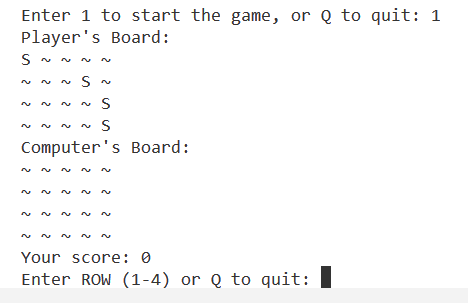 Enter 1 to start the game, or Q to quit: 1
Player's Board:
S ~ ~ ~ ~
~ ~ ~ S ~
~ ~ ~ ~ S
~ ~ ~ ~ S
Computer's Board:
~ ~ ~ ~ ~
~ ~ ~ ~ ~
~ ~ ~ ~ ~
~ ~ ~ ~ ~
Your score: 0
Enter ROW (1-4) or Q to quit: